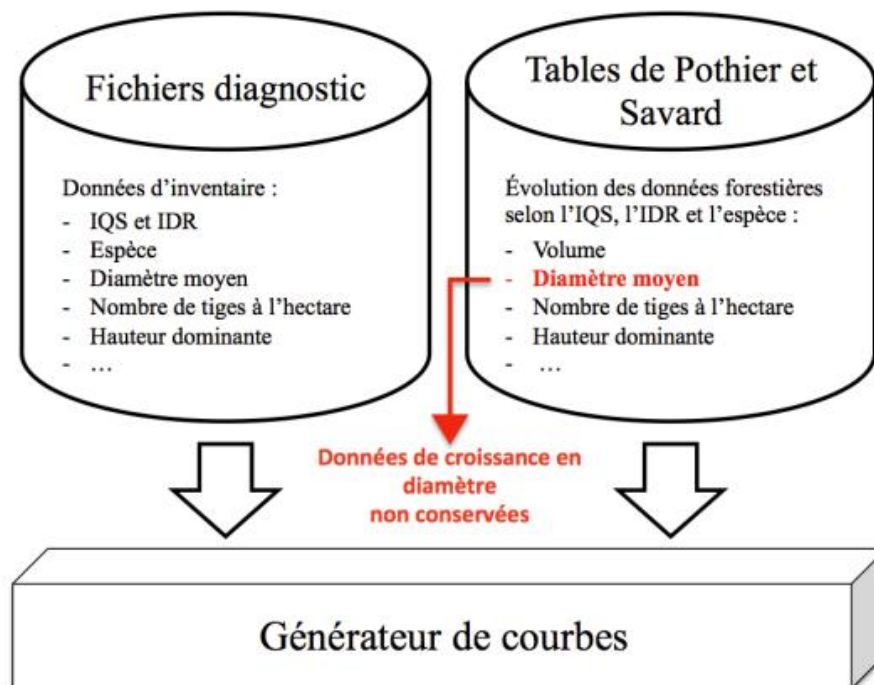 Fichiers diagnostic
Données d’inventaire :
- IQS et IDR
- Espèce
- Diamètre moyen
- Nombre de tiges à l’hectare
- Hauteur dominante
- …
Tables de Pothier et
Savard
Évolution des données forestières
selon l’IQS, l’IDR et l’espèce :
- Volume
- Diamètre moyen
- Nombre de tiges à l’hectare
- Hauteur dominante
- …
Données de croissance en
diamètre
non conservées
Générateur de courbes